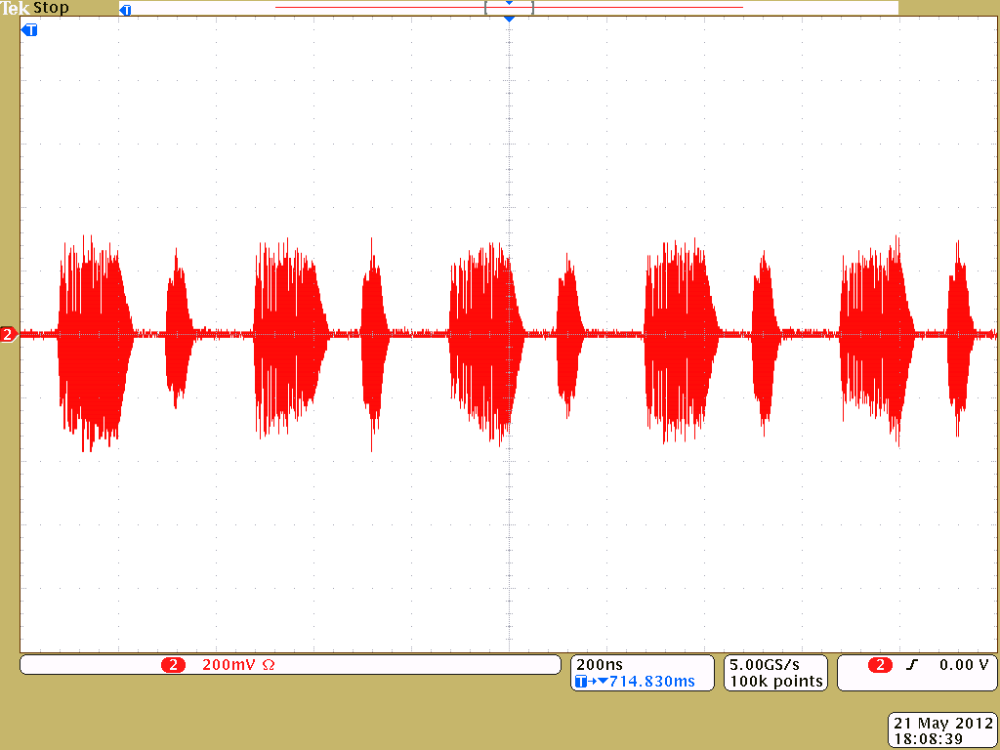 Tek Stop
T
T
2
2 200mV Ω
200ns
T→▼714.830ms
5.00GS/s
100k points
2 0.00 V
21 May 2012
18:08:39